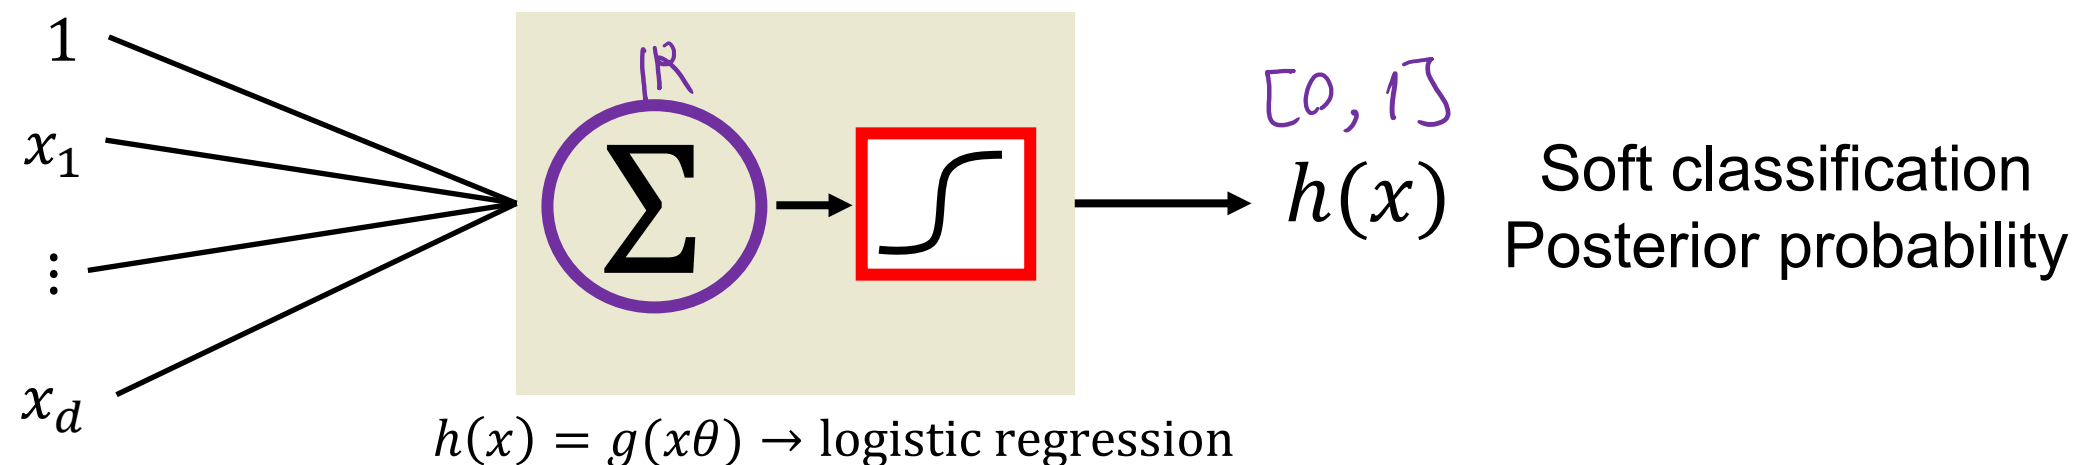 1
x₁
⋮
x_d
ℝ
Σ
[0, 1]
h(x)
Soft classification
Posterior probability
h(x) = g(xθ) → logistic regression